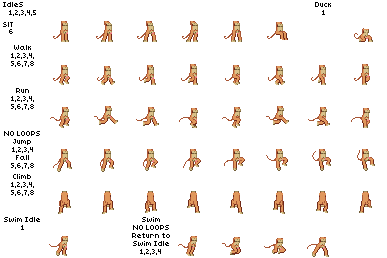 IdleS
1,2,3,4,5
Duck
1
SIT
6
Walk
1,2,3,4,
5,6,7,8
Run
1,2,3,4,
5,6,7,8
NO LOOPS
Jump
1,2,3,4
Fall
5,6,7,8
Climb
1,2,3,4,
5,6,7,8
Swim Idle
1
Swim
NO LOOPS
Return to
Swim Idle
1,2,3,4